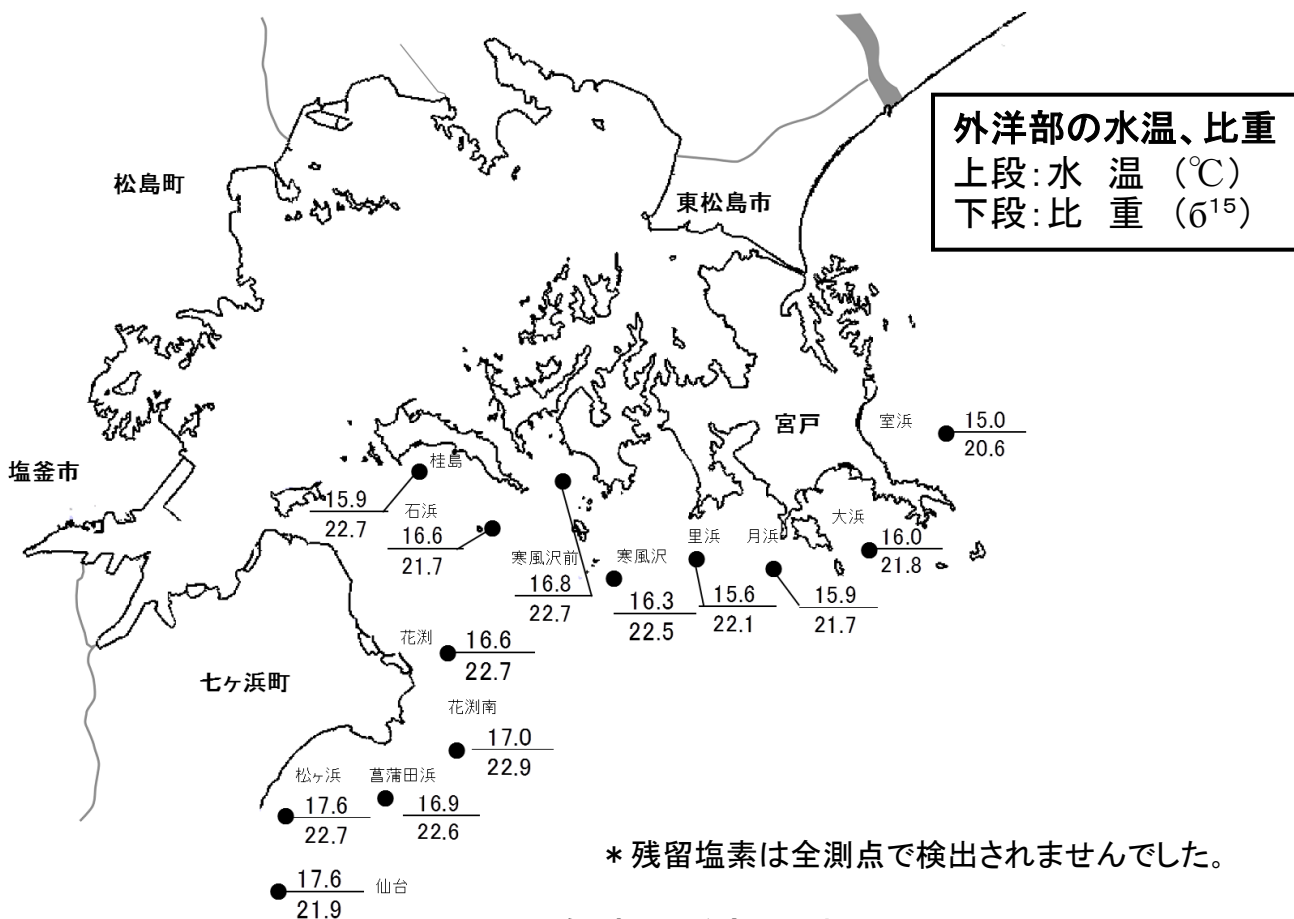 外洋部の水温、比重
上段:水 温 (℃)
下段:比 重 (б¹⁵)
松島町
東松島市
宮戸
室浜
15.0
20.6
塩釜市
桂島
15.9
22.7
石浜
16.6
21.7
寒風沢前
16.8
22.7
寒風沢
16.3
22.5
里浜
15.6
22.1
月浜
15.9
21.7
大浜
16.0
21.8
花渕
16.6
22.7
七ヶ浜町
花渕南
17.0
22.9
松ヶ浜
17.6
22.7
菖蒲田浜
16.9
22.6
*残留塩素は全測点で検出されませんでした。
仙台
17.6
21.9